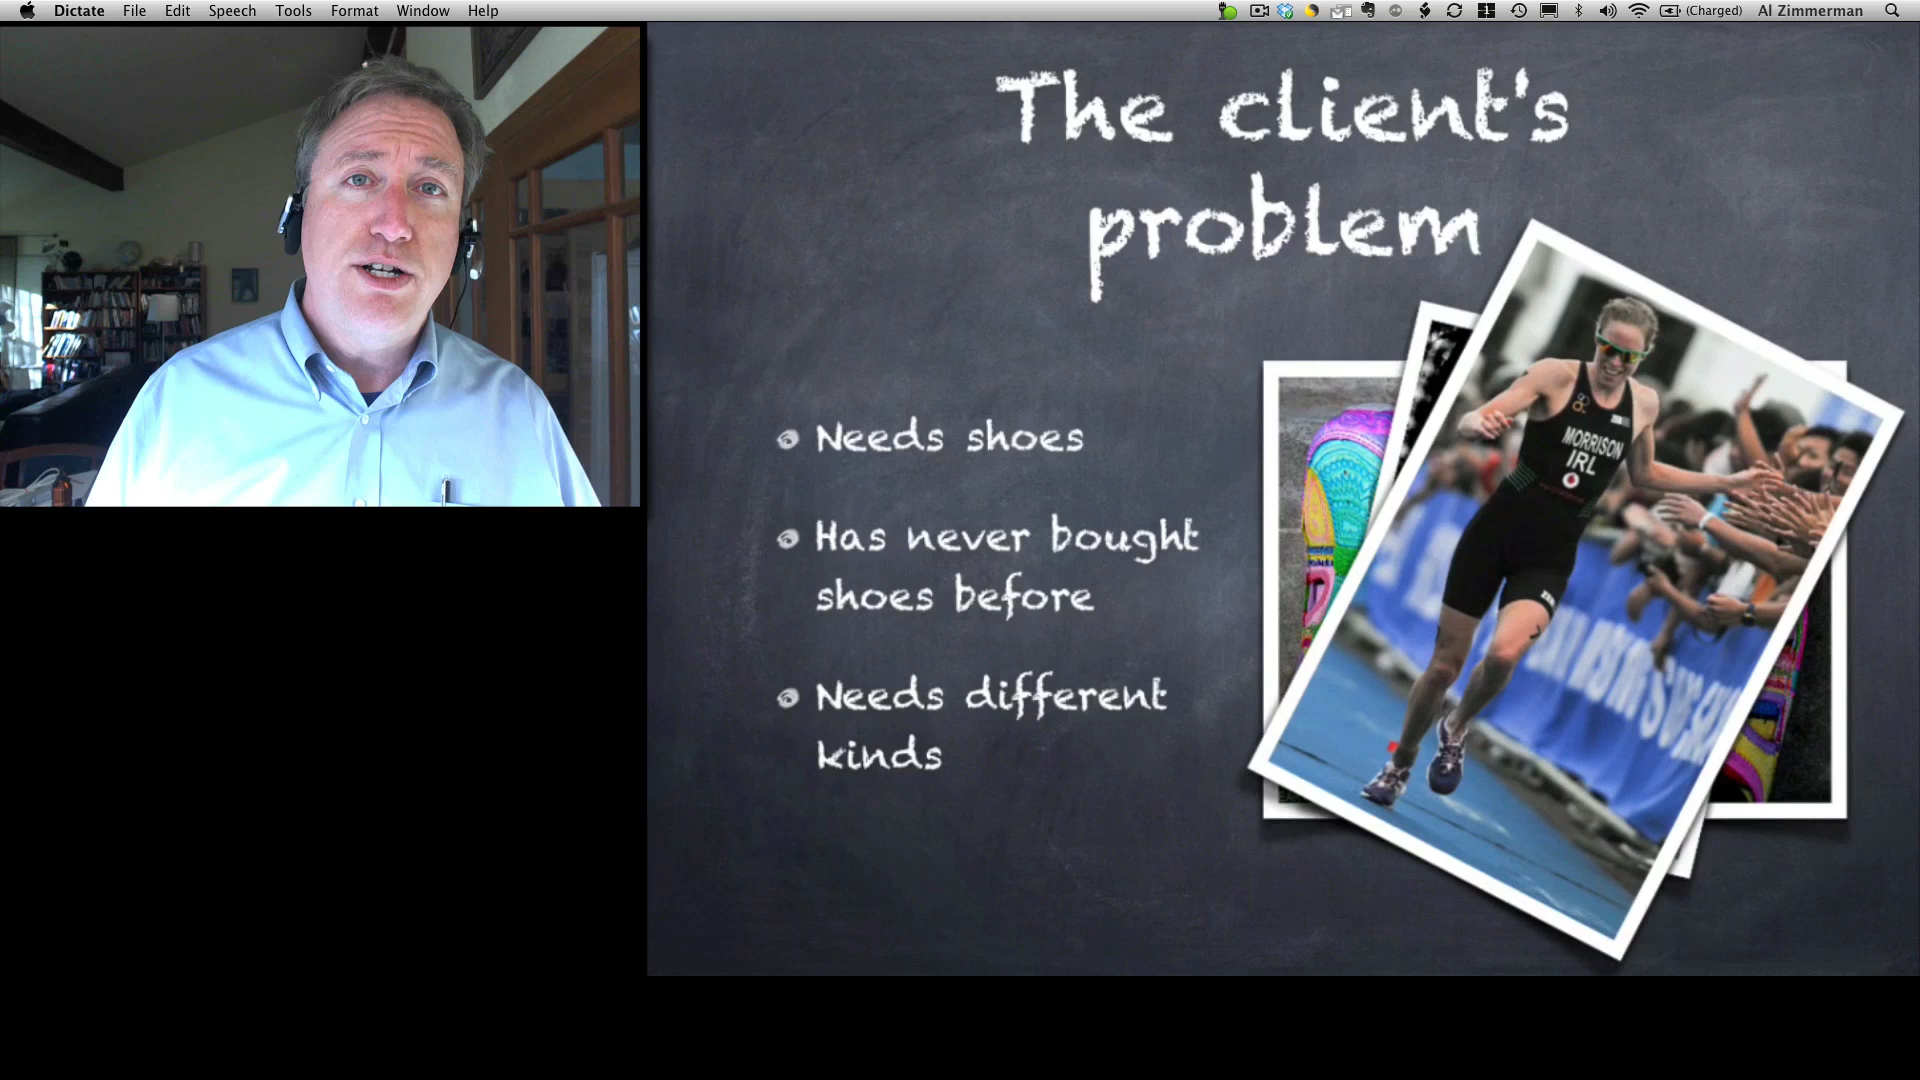 Dictate File Edit Speech Tools Format Window Help (Charged) Al Zimmerman
The client's
problem
Needs shoes
Has never bought
shoes before
Needs different
kinds
MORRISON
IRL